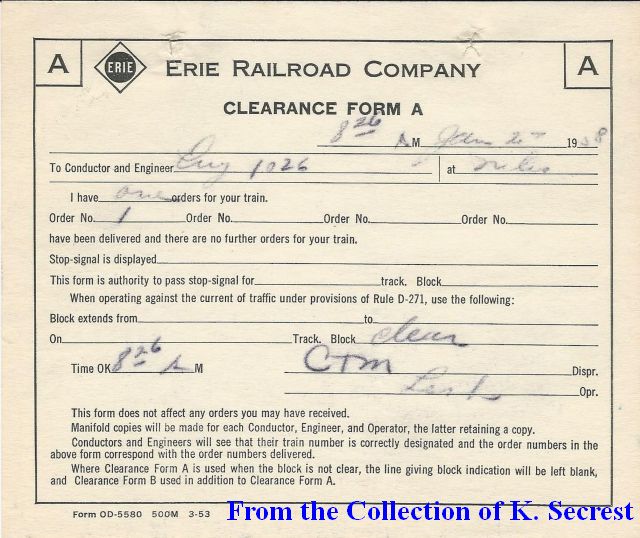 A ERIE ERIE RAILROAD COMPANY A
CLEARANCE FORM A
8 26 A M Jan 27 1958
To Conductor and Engineer Eng 1026 at Niles
I have one orders for your train.
Order No. 1 Order No. Order No. Order No.
have been delivered and there are no further orders for your train.
Stop-signal is displayed
This form is authority to pass stop-signal for track. Block
When operating against the current of traffic under provisions of Rule D-271, use the following:
Block extends from to
On Track. Block clear
Time OK 8 26 A M CTM Dispr.
Opr.
This form does not affect any orders you may have received.
Manifold copies will be made for each Conductor, Engineer, and Operator, the latter retaining a copy.
Conductors and Engineers will see that their train number is correctly designated and the order numbers in the
above form correspond with the order numbers delivered.
Where Clearance Form A is used when the block is not clear, the line giving block indication will be left blank,
and Clearance Form B used in addition to Clearance Form A.
Form OD-5580 500M 3-53 From the Collection of K. Secrest